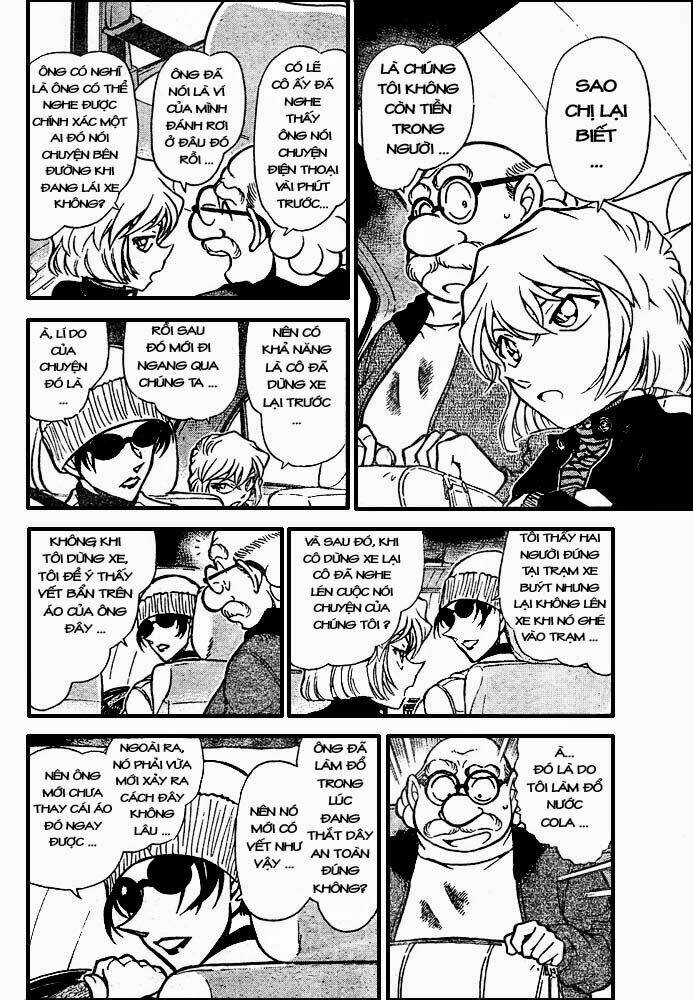 SAO
CHỊ LẠI
BIẾT
...
LÀ CHÚNG
TÔI KHÔNG
CÒN TIỀN
TRONG
NGƯỜI ...
CÓ LẼ
CÔ ẤY ĐÃ
NGHE
THẤY
ÔNG NÓI
CHUYỆN
ĐIỆN THOẠI
VÀI PHÚT
TRƯỚC...
ÔNG ĐÃ
NÓI LÀ VÍ
CỦA MÌNH
ĐÁNH RƠI
Ở ĐÂU ĐÓ
RỒI ...
ÔNG CÓ NGHĨ
LÀ ÔNG CÓ THỂ
NGHE ĐƯỢC
CHÍNH XÁC MỘT
AI ĐÓ NÓI
CHUYỆN BÊN
ĐƯỜNG KHI
ĐANG LÁI XE
KHÔNG?
NÊN CÓ
KHẢ NĂNG
LÀ CÔ ĐÃ
DỪNG XE
LẠI TRƯỚC
...
RỒI SAU
ĐÓ MỚI ĐI
NGANG QUA
CHÚNG TA ...
À, LÍ DO
CỦA
CHUYỆN
ĐÓ LÀ
...
TÔI THẤY HAI
NGƯỜI ĐỨNG
TẠI TRẠM XE
BUÝT NHƯNG
LẠI KHÔNG LÊN
XE KHI NÓ GHÉ
VÀO TRẠM ...
VÀ SAU ĐÓ, KHI
CÔ DỪNG XE LẠI
CÔ ĐÃ NGHE
LÉN CUỘC NÓI
CHUYỆN CỦA
CHÚNG TÔI ?
KHÔNG, KHI
TÔI DỪNG XE,
TÔI ĐỂ Ý THẤY
VẾT BẨN TRÊN
ÁO CỦA ÔNG
ĐÂY ...
À...
ĐÓ LÀ DO
TÔI LÀM ĐỔ
NƯỚC
COLA ...
ÔNG ĐÃ
LÀM ĐỔ
TRONG
LÚC
ĐANG
THẮT DÂY
AN TOÀN
ĐÚNG
KHÔNG?
NÊN NÓ
MỚI CÓ
VẾT NHƯ
VẬY ...
NGOÀI RA,
NÓ PHẢI VỪA
MỚI XẢY RA
CÁCH ĐÂY
KHÔNG
LÂU ...
NÊN ÔNG
MỚI CHƯA
THAY CÁI ÁO
ĐÓ NGAY
ĐƯỢC ...